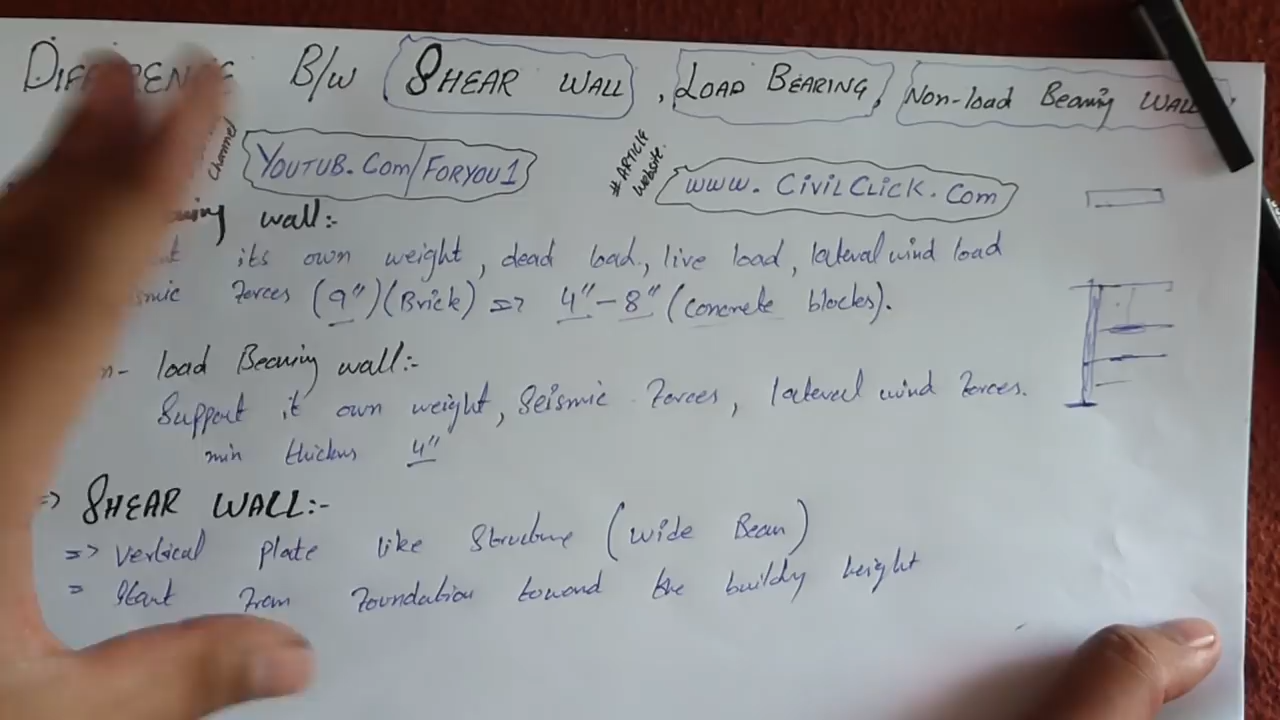 DIFFERENCE B/w SHEAR WALL, LOAD BEARING, Non-load Bearing WALL
channel YOUTUB.Com/FORYOU1
#ARTICLE website. www.CIVILCLICK.Com
wall:-
its own weight, dead load, live load, lateral wind load
Forces (9")(Brick) => 4"-8" (concrete blocks).
load Bearing wall:-
Support it own weight, Seismic Forces, lateral wind Forces.
min thicknes 4"
=> SHEAR WALL:-
=> vertical plate like Structure (wide Beam)
= Start From Foundation toward the buildig height